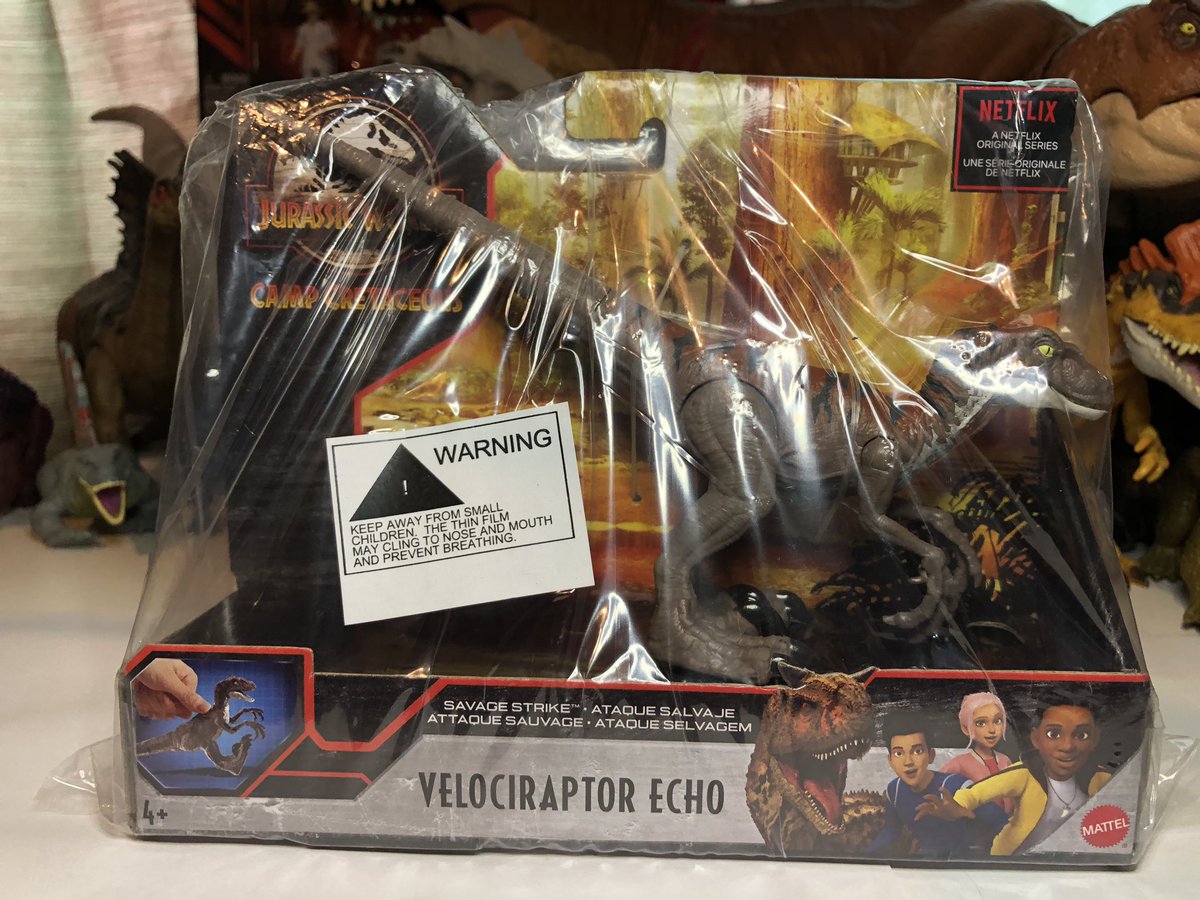 NETFLIX
A NETFLIX
ORIGINAL SERIES
UNE SÉRIE ORIGINALE
DE NETFLIX
JURASSIC W
CAMP CRETACEOUS
WARNING
!
KEEP AWAY FROM SMALL
CHILDREN. THE THIN FILM
MAY CLING TO NOSE AND MOUTH
AND PREVENT BREATHING.
SAVAGE STRIKE™ · ATAQUE SALVAJE
ATTAQUE SAUVAGE · ATAQUE SELVAGEM
VELOCIRAPTOR ECHO
4+
MATTEL